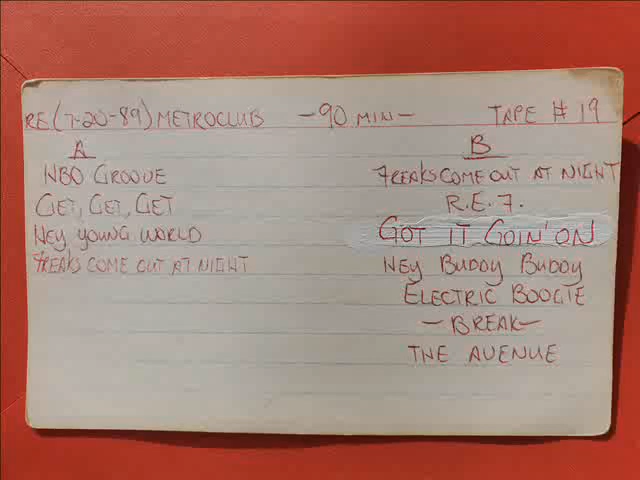 RE (7-20-89) METROCLUB -90 MIN- TAPE # 19
A
NBO GROOVE
GET, GET, GET
HEY YOUNG WORLD
FREAKS COME OUT AT NIGHT
B
FREAKS COME OUT AT NIGHT
R.E.7.
GOT IT GOIN' ON
HEY BUDDY BUDDY
ELECTRIC BOOGIE
-BREAK-
THE AVENUE